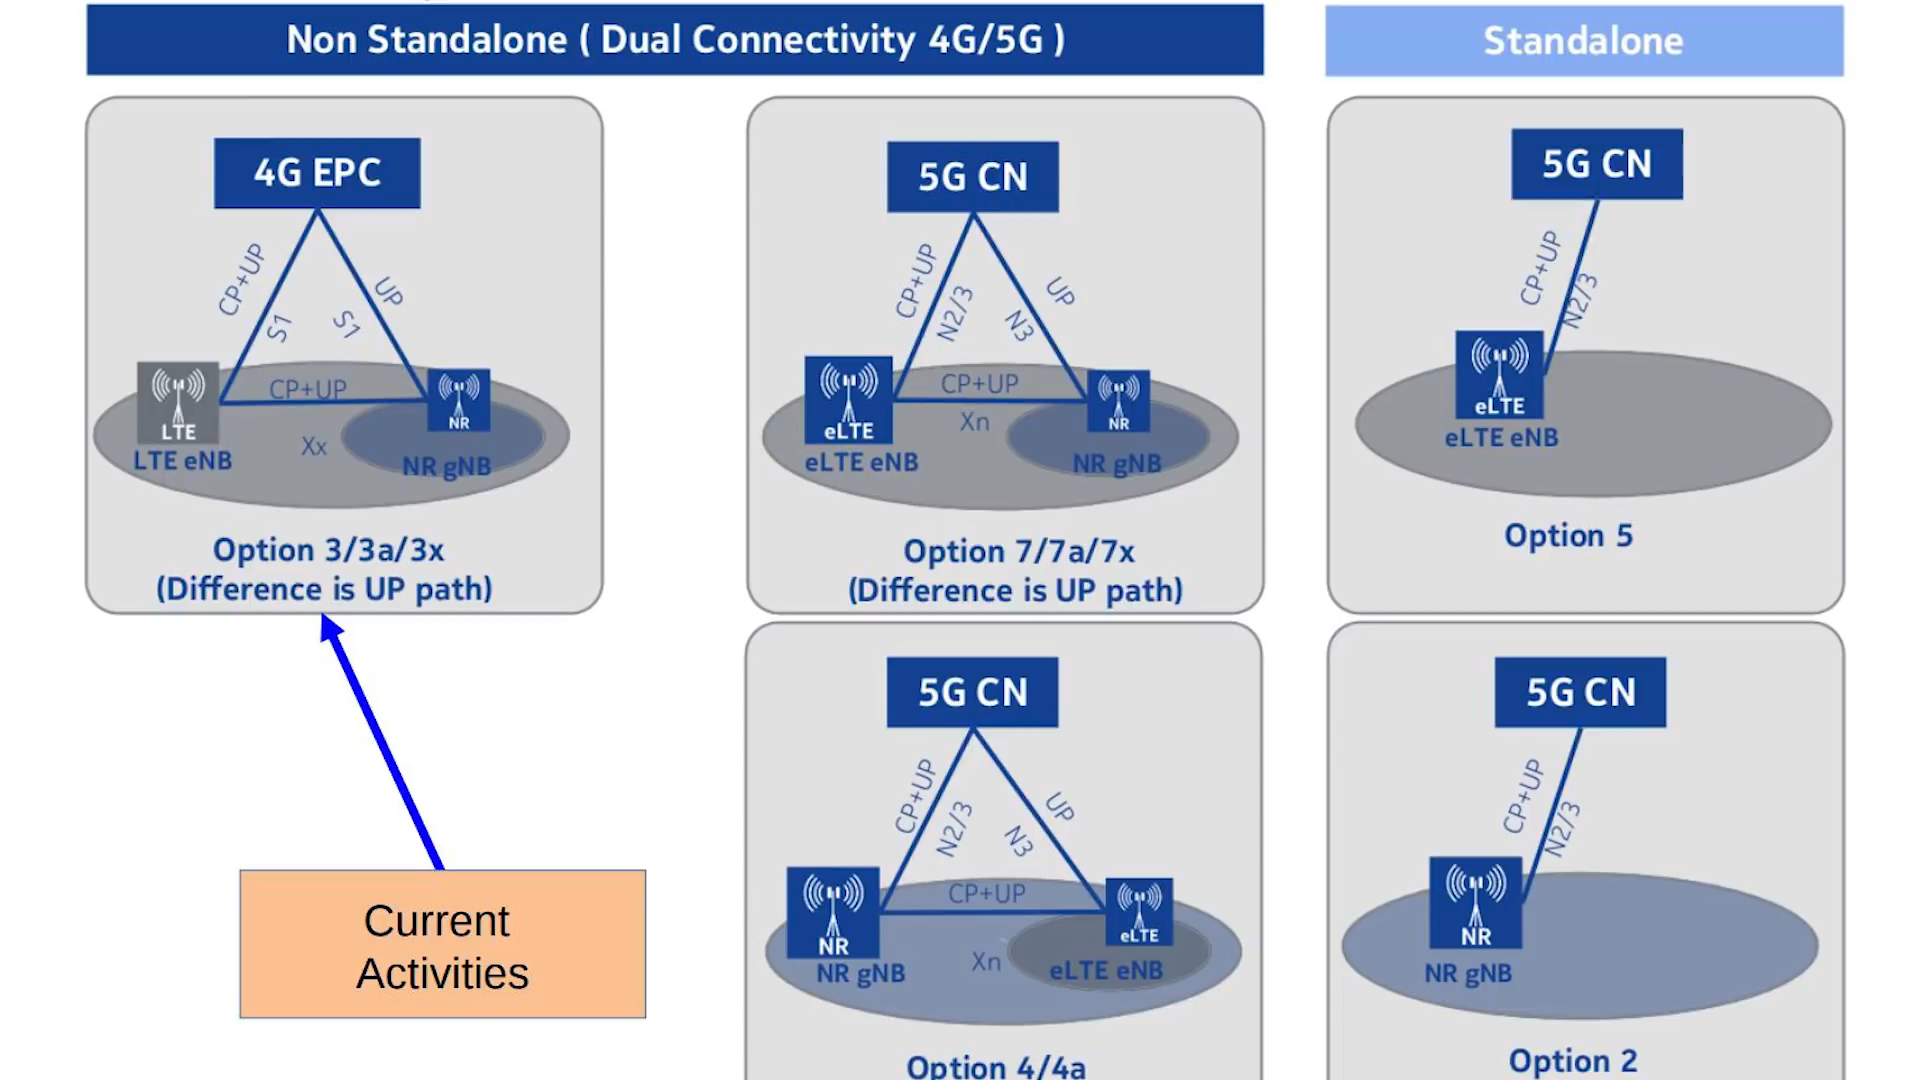 Non Standalone ( Dual Connectivity 4G/5G )
Standalone
4G EPC
CP+UP
S1
S1
UP
CP+UP
LTE
NR
Xx
LTE eNB
NR gNB
Option 3/3a/3x
(Difference is UP path)
5G CN
CP+UP
N2/3
N3
UP
CP+UP
Xn
eLTE
NR
eLTE eNB
NR gNB
Option 7/7a/7x
(Difference is UP path)
5G CN
CP+UP
N2/3
eLTE
eLTE eNB
Option 5
Current
Activities
5G CN
CP+UP
N2/3
N3
UP
CP+UP
Xn
NR
eLTE
NR gNB
eLTE eNB
Option 4/4a
5G CN
CP+UP
N2/3
NR
NR gNB
Option 2